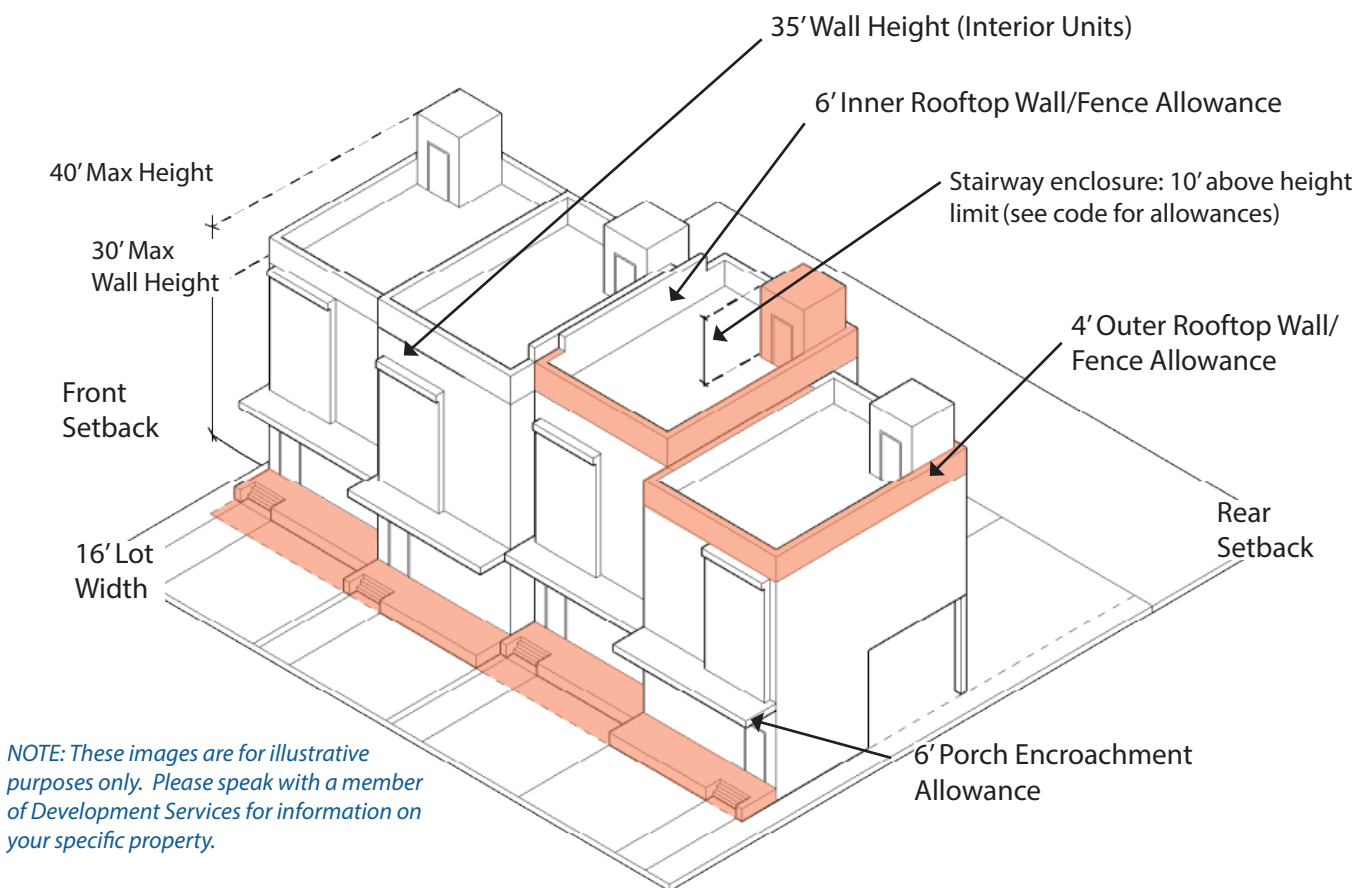 35' Wall Height (Interior Units)
6' Inner Rooftop Wall/Fence Allowance
Stairway enclosure: 10' above height
limit (see code for allowances)
40' Max Height
30' Max
Wall Height
4' Outer Rooftop Wall/
Fence Allowance
Front
Setback
Rear
Setback
16' Lot
Width
6' Porch Encroachment
Allowance
NOTE: These images are for illustrative
purposes only. Please speak with a member
of Development Services for information on
your specific property.